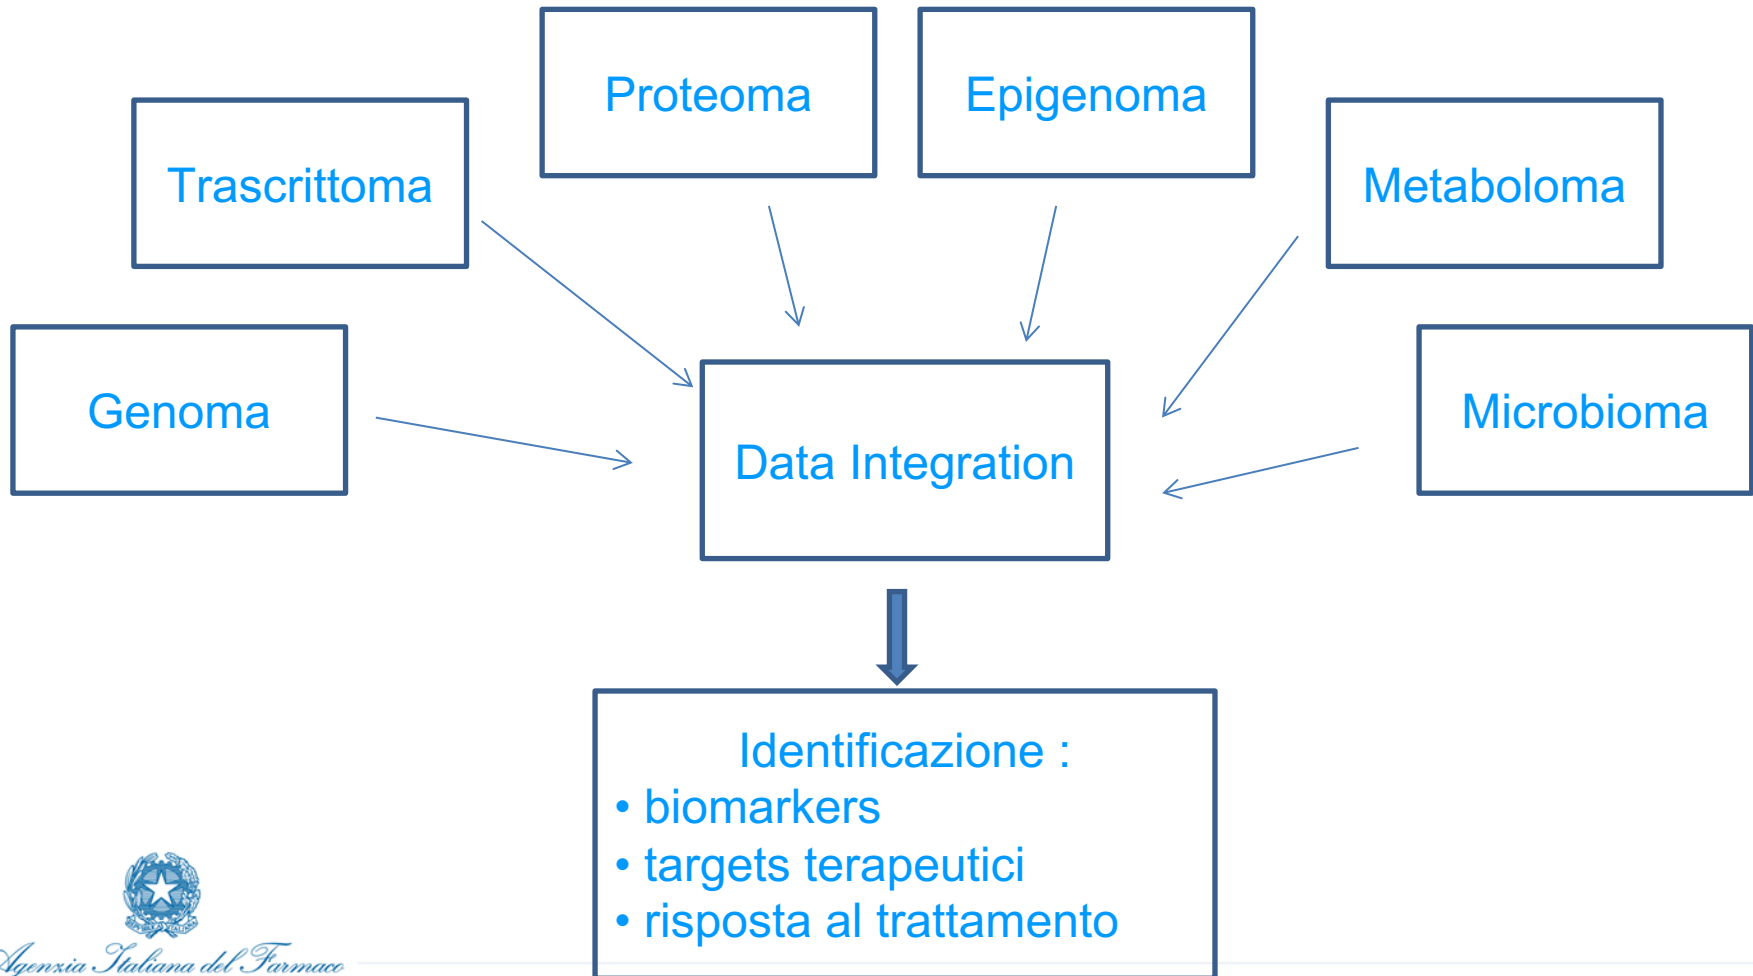 Proteoma
Epigenoma
Trascrittoma
Metaboloma
Genoma
Microbioma
Data Integration
Identificazione :
• biomarkers
• targets terapeutici
• risposta al trattamento
Agenzia Italiana del Farmaco